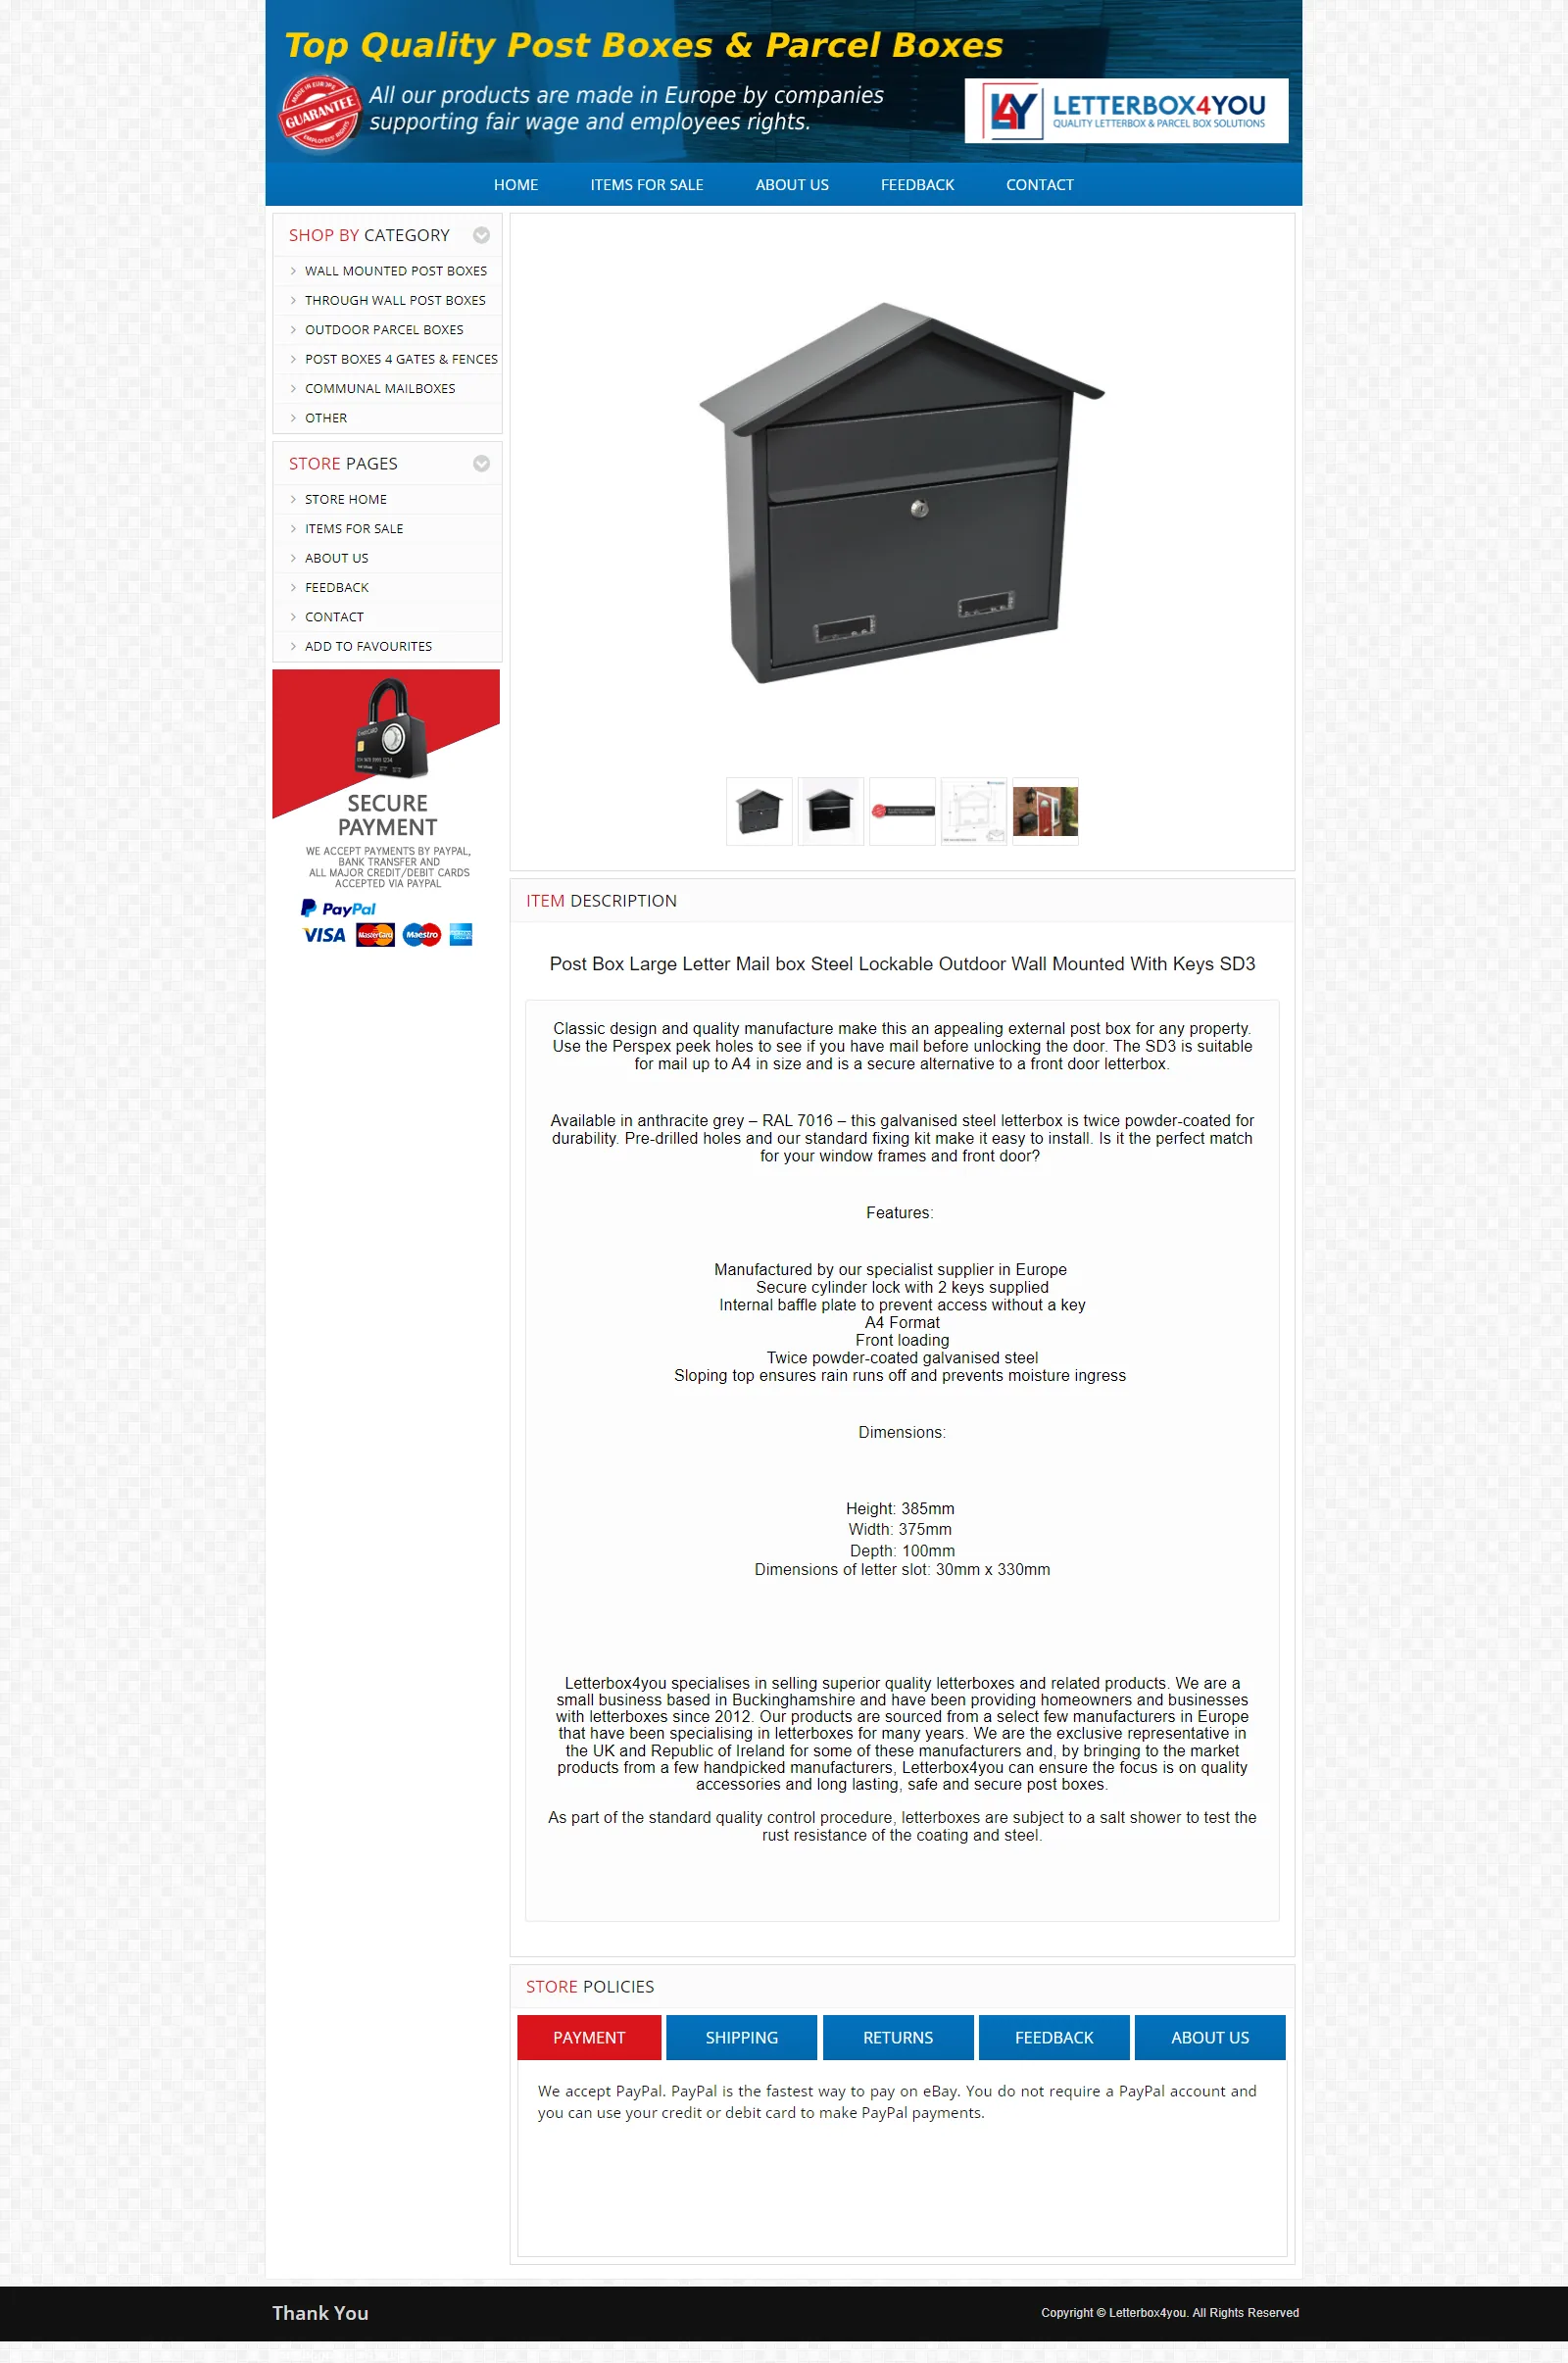 Top Quality Post Boxes & Parcel Boxes
GUARANTEE
All our products are made in Europe by companies
supporting fair wage and employees rights.
LETTERBOX4YOU
QUALITY LETTERBOX & PARCEL BOX SOLUTIONS
HOME ITEMS FOR SALE ABOUT US FEEDBACK CONTACT
SHOP BY CATEGORY
WALL MOUNTED POST BOXES
THROUGH WALL POST BOXES
OUTDOOR PARCEL BOXES
POST BOXES 4 GATES & FENCES
COMMUNAL MAILBOXES
OTHER
STORE PAGES
STORE HOME
ITEMS FOR SALE
ABOUT US
FEEDBACK
CONTACT
ADD TO FAVOURITES
SECURE
PAYMENT
WE ACCEPT PAYMENTS BY PAYPAL,
BANK TRANSFER AND
ALL MAJOR CREDIT/DEBIT CARDS
ACCEPTED VIA PAYPAL
PayPal
VISA MasterCard Maestro
ITEM DESCRIPTION
Post Box Large Letter Mail box Steel Lockable Outdoor Wall Mounted With Keys SD3
Classic design and quality manufacture make this an appealing external post box for any property.
Use the Perspex peek holes to see if you have mail before unlocking the door. The SD3 is suitable
for mail up to A4 in size and is a secure alternative to a front door letterbox.
Available in anthracite grey – RAL 7016 – this galvanised steel letterbox is twice powder-coated for
durability. Pre-drilled holes and our standard fixing kit make it easy to install. Is it the perfect match
for your window frames and front door?
Features:
Manufactured by our specialist supplier in Europe
Secure cylinder lock with 2 keys supplied
Internal baffle plate to prevent access without a key
A4 Format
Front loading
Twice powder-coated galvanised steel
Sloping top ensures rain runs off and prevents moisture ingress
Dimensions:
Height: 385mm
Width: 375mm
Depth: 100mm
Dimensions of letter slot: 30mm x 330mm
Letterbox4you specialises in selling superior quality letterboxes and related products. We are a
small business based in Buckinghamshire and have been providing homeowners and businesses
with letterboxes since 2012. Our products are sourced from a select few manufacturers in Europe
that have been specialising in letterboxes for many years. We are the exclusive representative in
the UK and Republic of Ireland for some of these manufacturers and, by bringing to the market
products from a few handpicked manufacturers, Letterbox4you can ensure the focus is on quality
accessories and long lasting, safe and secure post boxes.
As part of the standard quality control procedure, letterboxes are subject to a salt shower to test the
rust resistance of the coating and steel.
STORE POLICIES
PAYMENT SHIPPING RETURNS FEEDBACK ABOUT US
We accept PayPal. PayPal is the fastest way to pay on eBay. You do not require a PayPal account and
you can use your credit or debit card to make PayPal payments.
Thank You
Copyright © Letterbox4you. All Rights Reserved